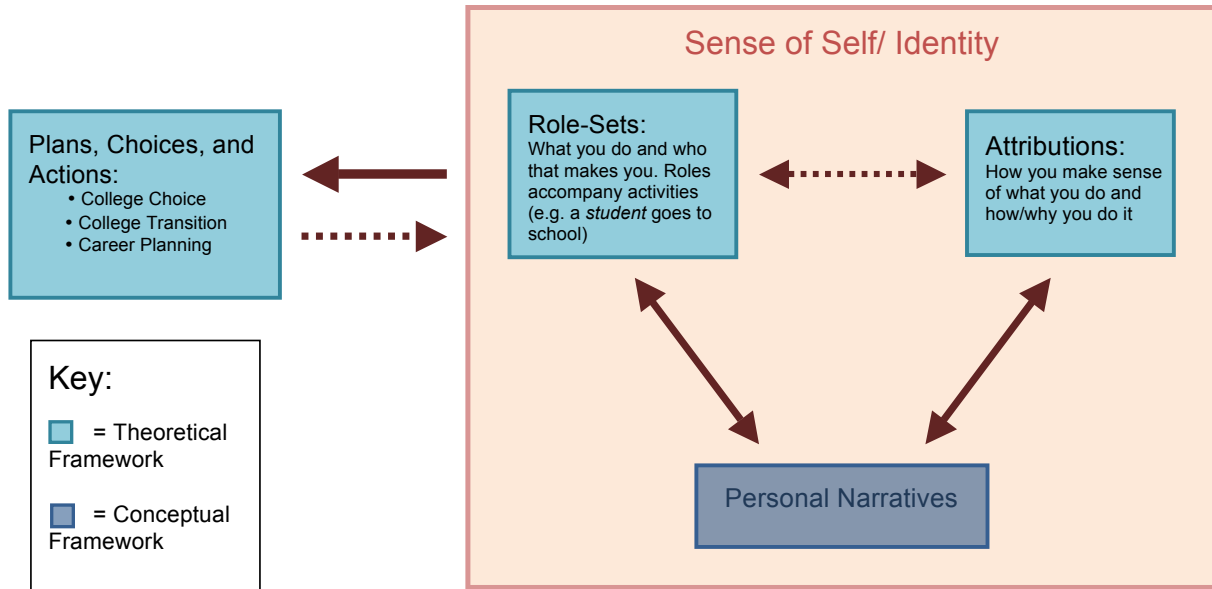 Sense of Self/ Identity
Plans, Choices, and
Actions:
• College Choice
• College Transition
• Career Planning
Role-Sets:
What you do and who
that makes you. Roles
accompany activities
(e.g. a student goes to
school)
Attributions:
How you make sense
of what you do and
how/why you do it
Personal Narratives
Key:
= Theoretical
Framework
= Conceptual
Framework